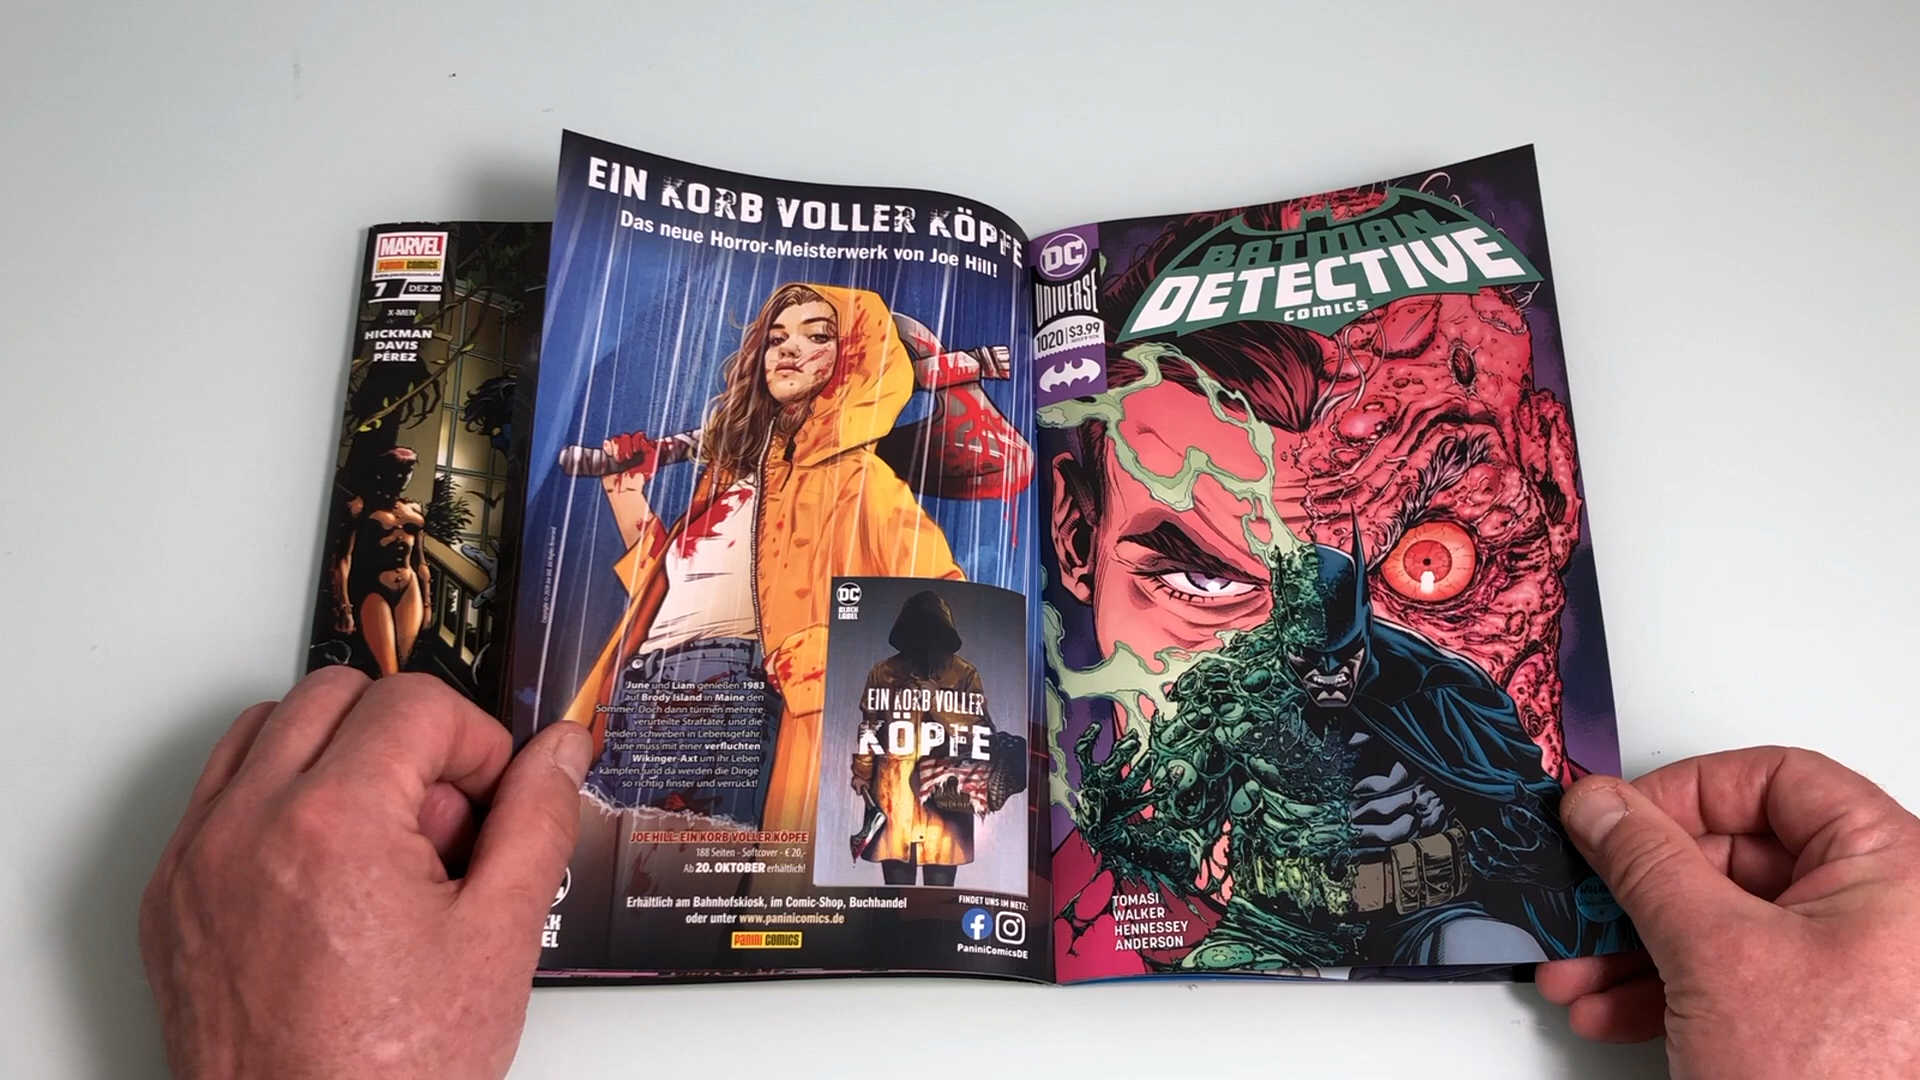 MARVEL
PANINI COMICS
www.paninicomics.de
7 DEZ 20
X-MEN
HICKMAN
DAVIS
PÉREZ
EIN KORB VOLLER KÖPFE
Das neue Horror-Meisterwerk von Joe Hill!
June und Liam genießen 1983
auf Brody Island in Maine den
Sommer. Doch dann türmen mehrere
verurteilte Straftäter, und die
beiden schweben in Lebensgefahr.
June muss mit einer verfluchten
Wikinger-Axt um ihr Leben
kämpfen, und da werden die Dinge
so richtig finster und verrückt!
JOE HILL: EIN KORB VOLLER KÖPFE
188 Seiten - Softcover - € 20,-
Ab 20. OKTOBER erhältlich!
Erhältlich am Bahnhofskiosk, im Comic-Shop, Buchhandel
oder unter www.paninicomics.de
PANINI COMICS
FINDET UNS IM NETZ:
PaniniComicsDE
DC
BLACK
LABEL
EIN KORB VOLLER
KÖPFE
DC
UNIVERSE
1020 $3.99
BATMAN
DETECTIVE
COMICS
TOMASI
WALKER
HENNESSEY
ANDERSON